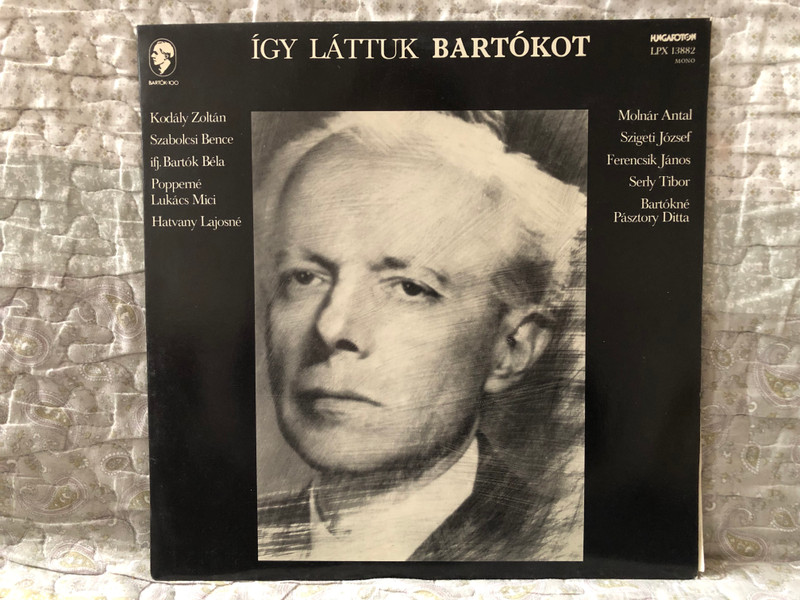 ÍGY LÁTTUK BARTÓKOT
BARTÓK 100
HUNGAROTON
LPX 13882
MONO
Kodály Zoltán
Szabolcsi Bence
ifj.Bartók Béla
Popperné
Lukács Mici
Hatvany Lajosné
Molnár Antal
Szigeti József
Ferencsik János
Serly Tibor
Bartókné
Pásztory Ditta